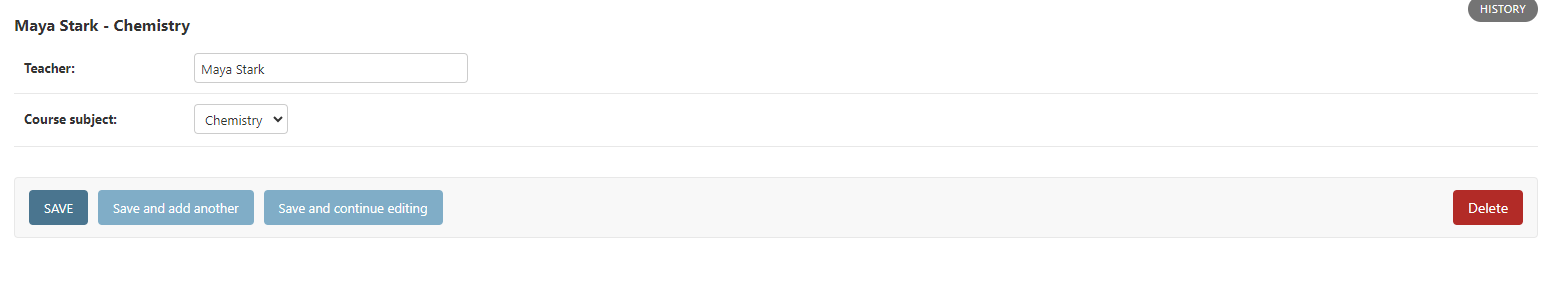 HISTORY
Maya Stark - Chemistry
Teacher: Maya Stark
Course subject: Chemistry
SAVE Save and add another Save and continue editing Delete